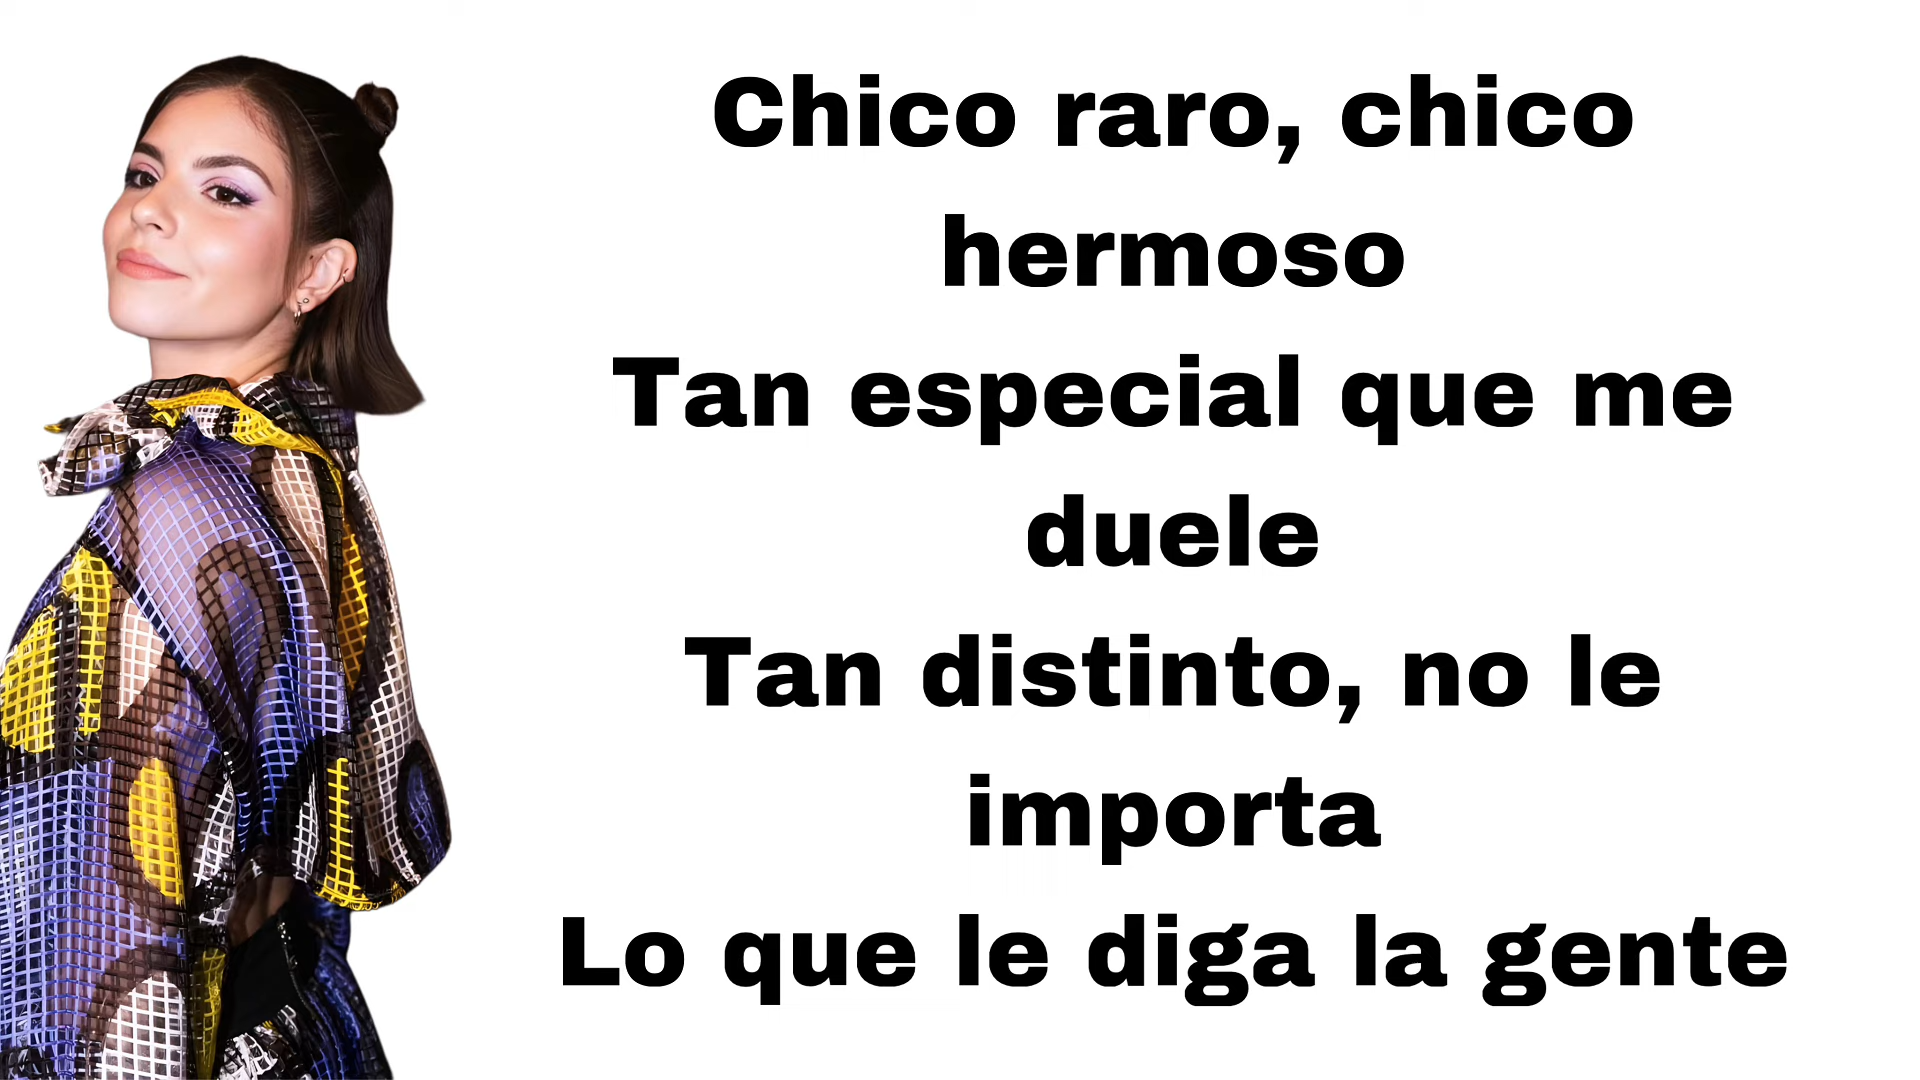 Chico raro, chico
hermoso
Tan especial que me
duele
Tan distinto, no le
importa
Lo que le diga la gente